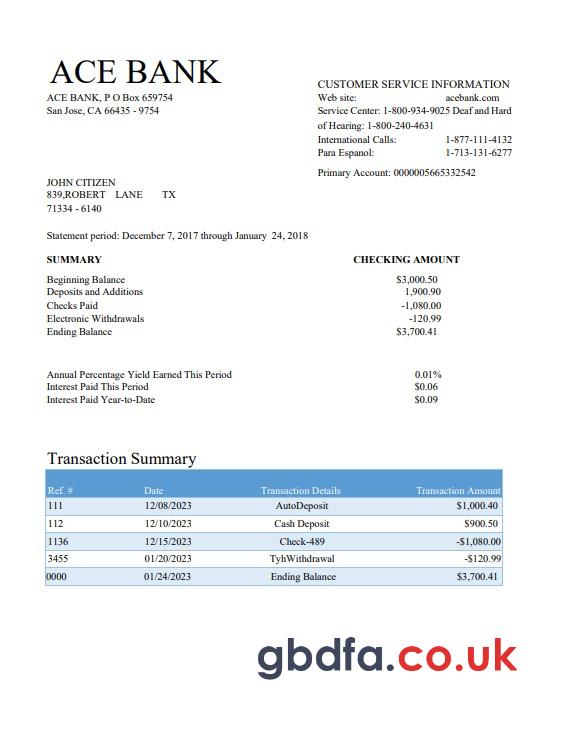 ACE BANK
ACE BANK, P O Box 659754
San Jose, CA 66435 - 9754
CUSTOMER SERVICE INFORMATION
Web site: acebank.com
Service Center: 1-800-934-9025 Deaf and Hard
of Hearing: 1-800-240-4631
International Calls: 1-877-111-4132
Para Espanol: 1-713-131-6277
Primary Account: 0000005665332542
JOHN CITIZEN
839,ROBERT LANE TX
71334 - 6140
Statement period: December 7, 2017 through January 24, 2018
SUMMARY CHECKING AMOUNT
Beginning Balance $3,000.50
Deposits and Additions 1,900.90
Checks Paid -1,080.00
Electronic Withdrawals -120.99
Ending Balance $3,700.41
Annual Percentage Yield Earned This Period 0.01%
Interest Paid This Period $0.06
Interest Paid Year-to-Date $0.09
Transaction Summary
Ref. # Date Transaction Details Transaction Amount
111 12/08/2023 AutoDeposit $1,000.40
112 12/10/2023 Cash Deposit $900.50
1136 12/15/2023 Check-489 -$1,080.00
3455 01/20/2023 TyhWithdrawal -$120.99
0000 01/24/2023 Ending Balance $3,700.41
gbdfa.co.uk